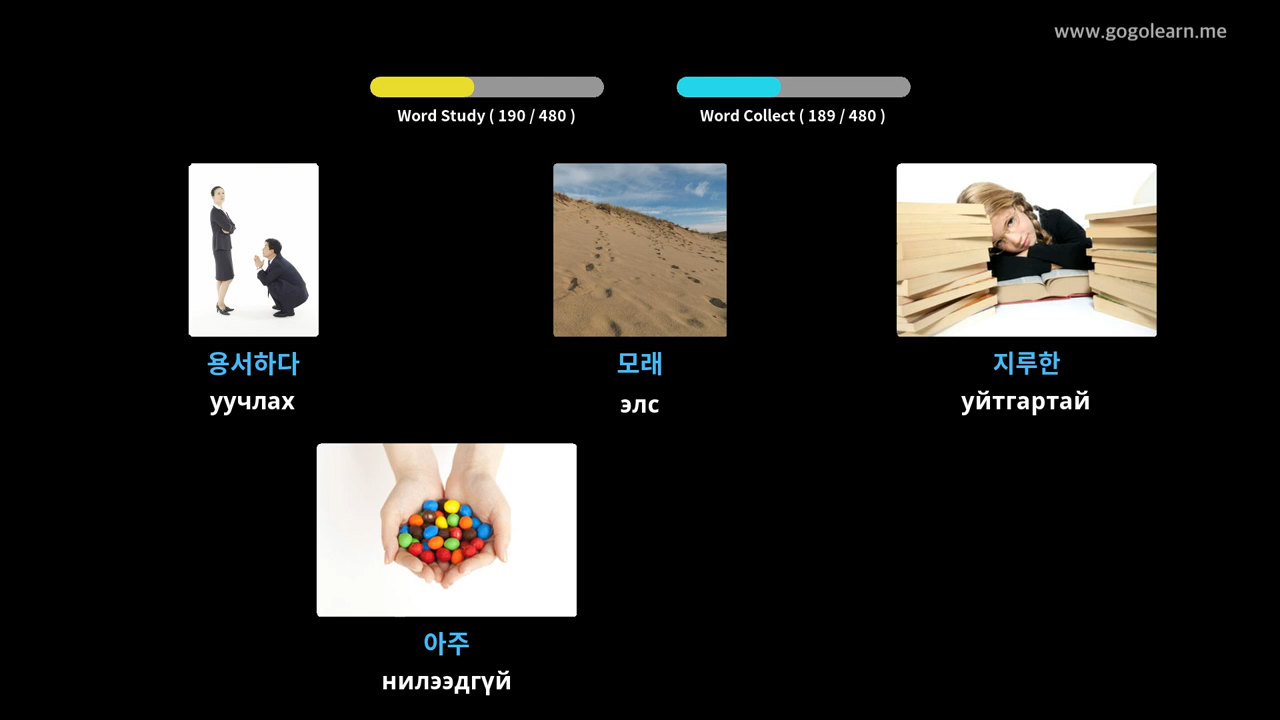 www.gogolearn.me
Word Study ( 190 / 480 )
Word Collect ( 189 / 480 )
용서하다
уучлах
모래
элс
지루한
уйтгартай
아주
нилээдгүй